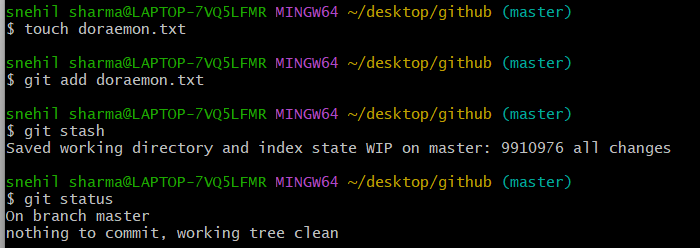 snehil sharma@LAPTOP-7VQ5LFMR MINGW64 ~/desktop/github (master)
$ touch doraemon.txt
snehil sharma@LAPTOP-7VQ5LFMR MINGW64 ~/desktop/github (master)
$ git add doraemon.txt
snehil sharma@LAPTOP-7VQ5LFMR MINGW64 ~/desktop/github (master)
$ git stash
Saved working directory and index state WIP on master: 9910976 all changes
snehil sharma@LAPTOP-7VQ5LFMR MINGW64 ~/desktop/github (master)
$ git status
On branch master
nothing to commit, working tree clean